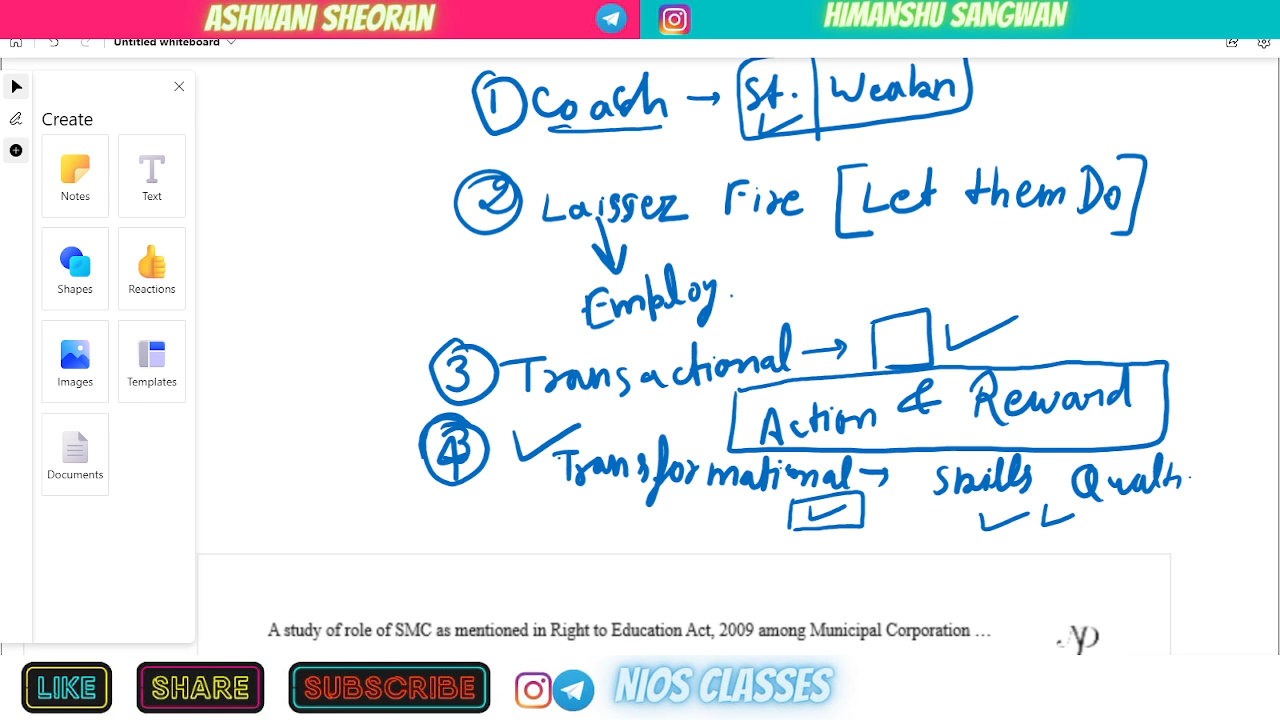 ASHWANI SHEORAN
HIMANSHU SANGWAN
Untitled whiteboard
Create
Notes
Text
Shapes
Reactions
Images
Templates
Documents
① Coash → St. Weakn
② Laissez Fire [Let them Do]
Employ.
③ Transactional →
Action & Reward
④ Transformational → Skills Qualt.
A study of role of SMC as mentioned in Right to Education Act, 2009 among Municipal Corporation …
LIKE
SHARE
SUBSCRIBE
NIOS CLASSES